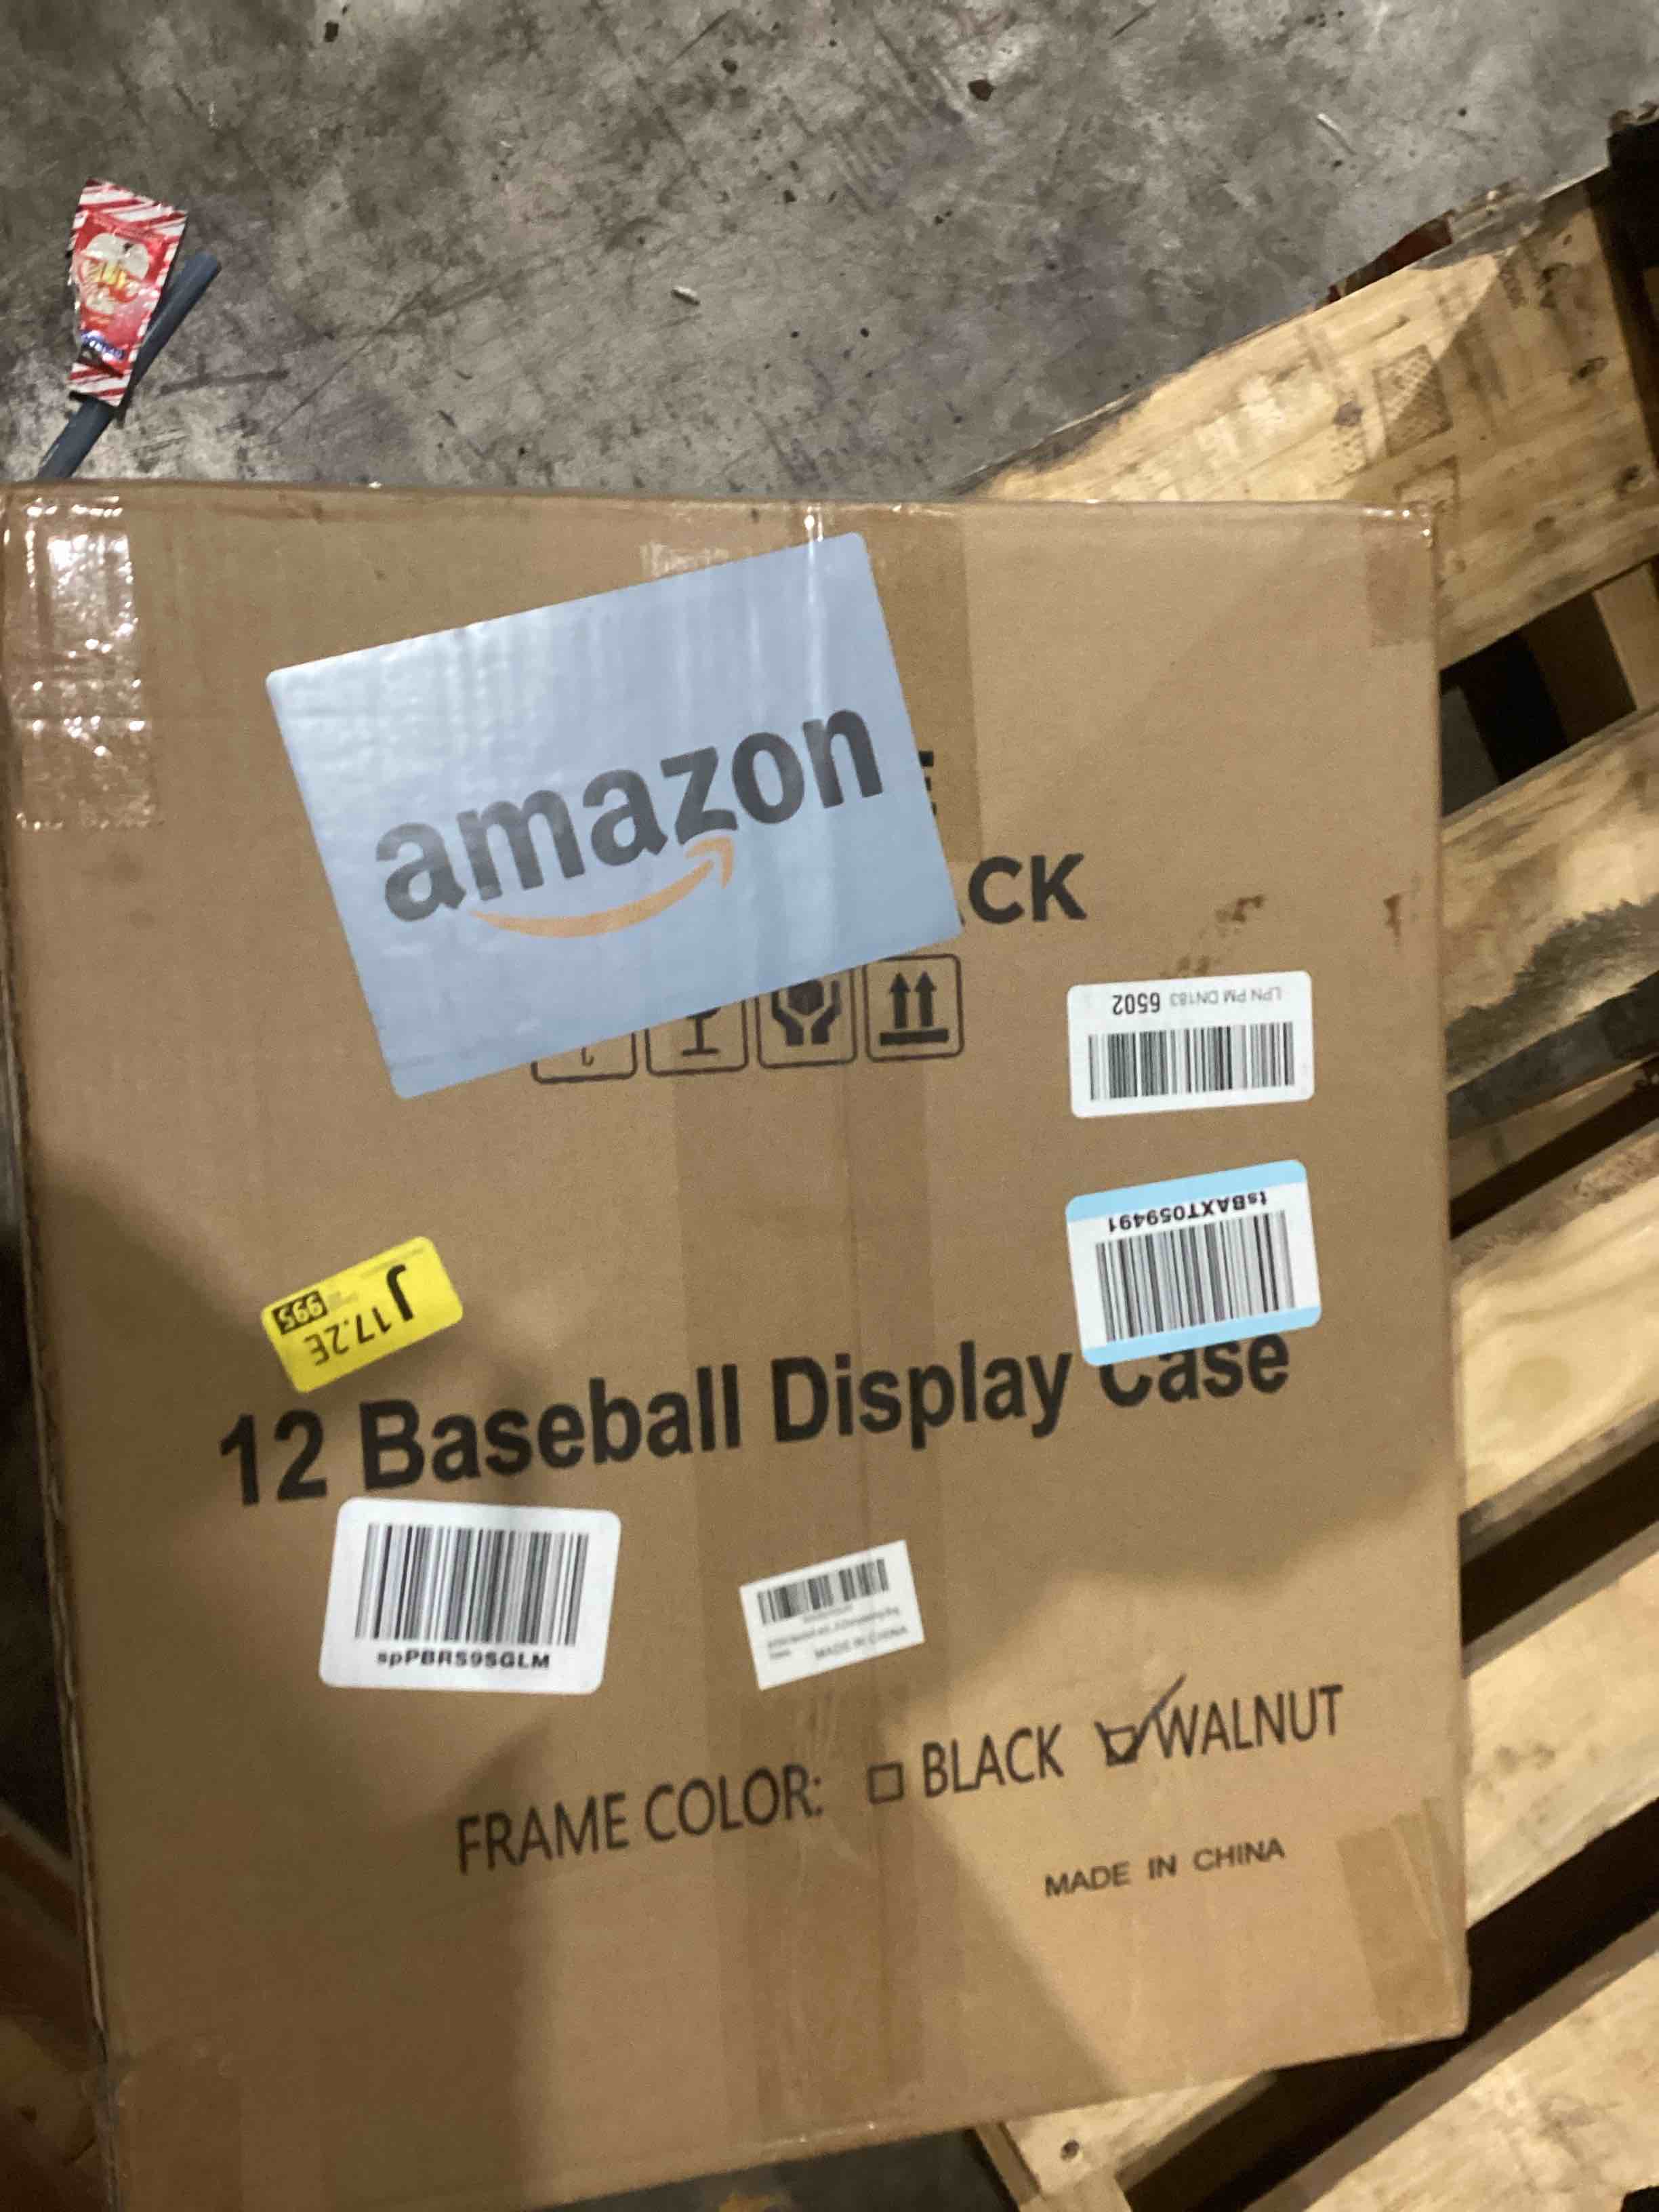 amazon
CK
LPN PM DN183 6502
tsBAXT059491
J
17.2E
995
12 Baseball Display Case
spPBRS9SGLM
MADE IN CHINA
FRAME COLOR: BLACK WALNUT
MADE IN CHINA